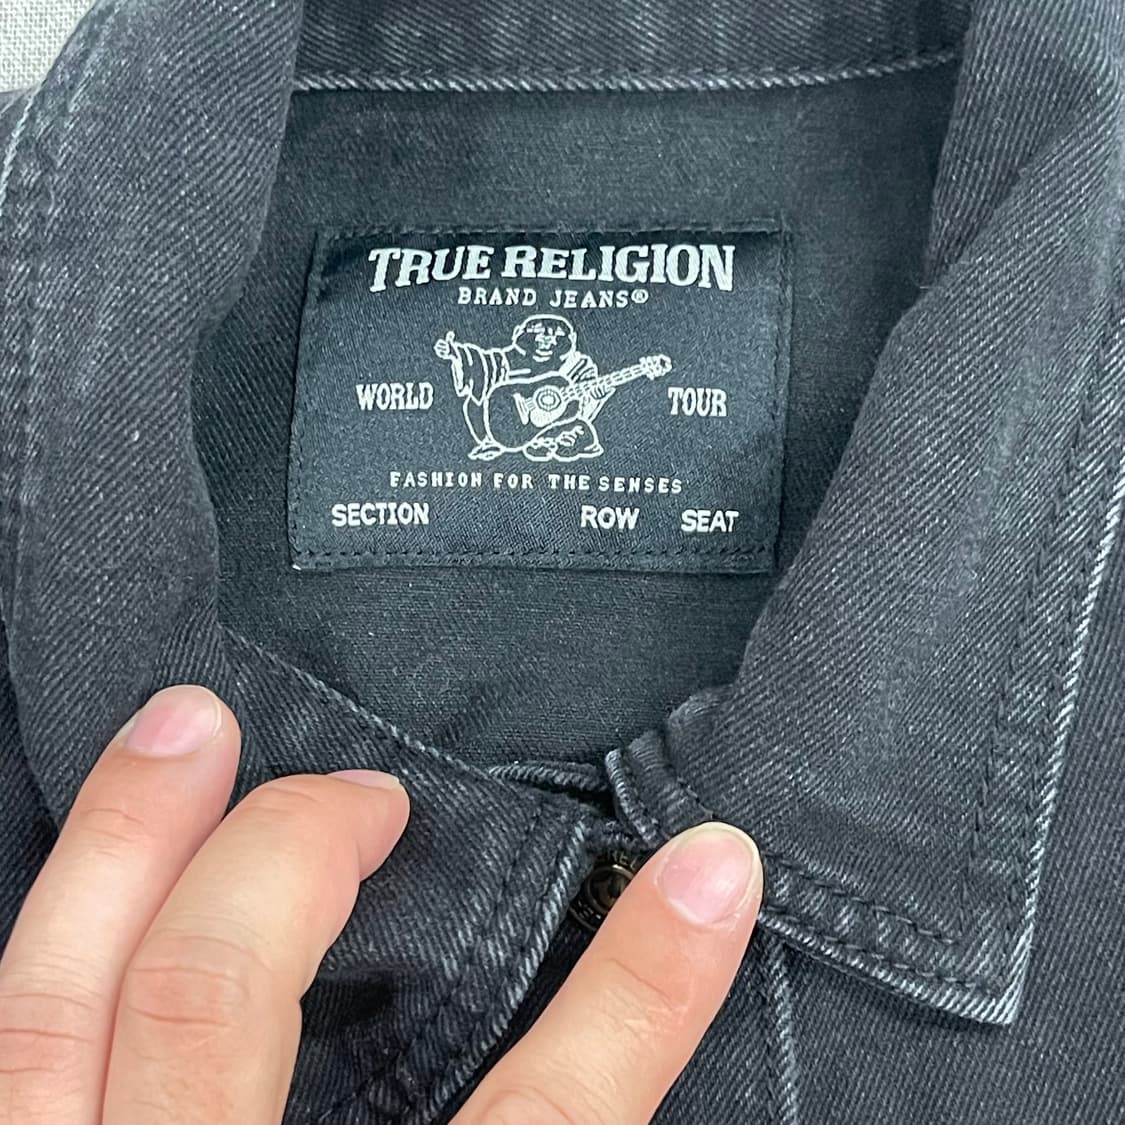 TRUE RELIGION
BRAND JEANS®
WORLD TOUR
FASHION FOR THE SENSES
SECTION ROW SEAT